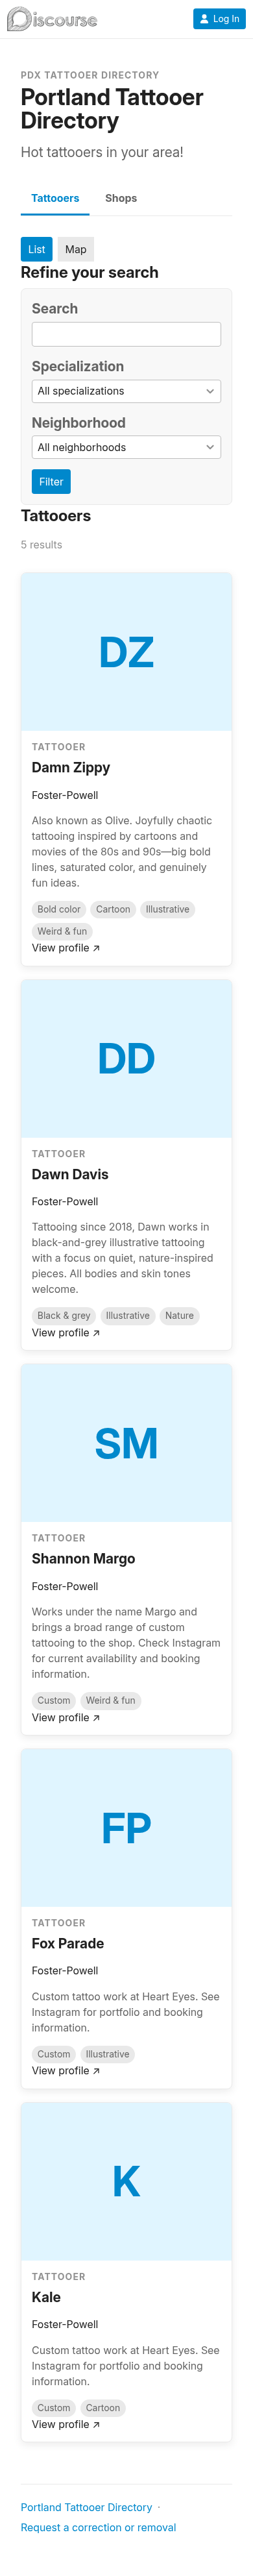 Discourse
Log In
PDX TATTOOER DIRECTORY
Portland Tattooer
Directory
Hot tattooers in your area!
Tattooers Shops
List Map
Refine your search
Search
Specialization
All specializations
Neighborhood
All neighborhoods
Filter
Tattooers
5 results
DZ
TATTOOER
Damn Zippy
Foster-Powell
Also known as Olive. Joyfully chaotic
tattooing inspired by cartoons and
movies of the 80s and 90s—big bold
lines, saturated color, and genuinely
fun ideas.
Bold color Cartoon Illustrative
Weird & fun
View profile ↗
DD
TATTOOER
Dawn Davis
Foster-Powell
Tattooing since 2018, Dawn works in
black-and-grey illustrative tattooing
with a focus on quiet, nature-inspired
pieces. All bodies and skin tones
welcome.
Black & grey Illustrative Nature
View profile ↗
SM
TATTOOER
Shannon Margo
Foster-Powell
Works under the name Margo and
brings a broad range of custom
tattooing to the shop. Check Instagram
for current availability and booking
information.
Custom Weird & fun
View profile ↗
FP
TATTOOER
Fox Parade
Foster-Powell
Custom tattoo work at Heart Eyes. See
Instagram for portfolio and booking
information.
Custom Illustrative
View profile ↗
K
TATTOOER
Kale
Foster-Powell
Custom tattoo work at Heart Eyes. See
Instagram for portfolio and booking
information.
Custom Cartoon
View profile ↗
Portland Tattooer Directory ·
Request a correction or removal